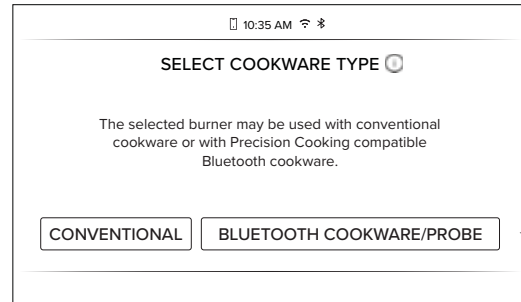 10:35 AM
SELECT COOKWARE TYPE
The selected burner may be used with conventional
cookware or with Precision Cooking compatible
Bluetooth cookware.
CONVENTIONAL BLUETOOTH COOKWARE/PROBE